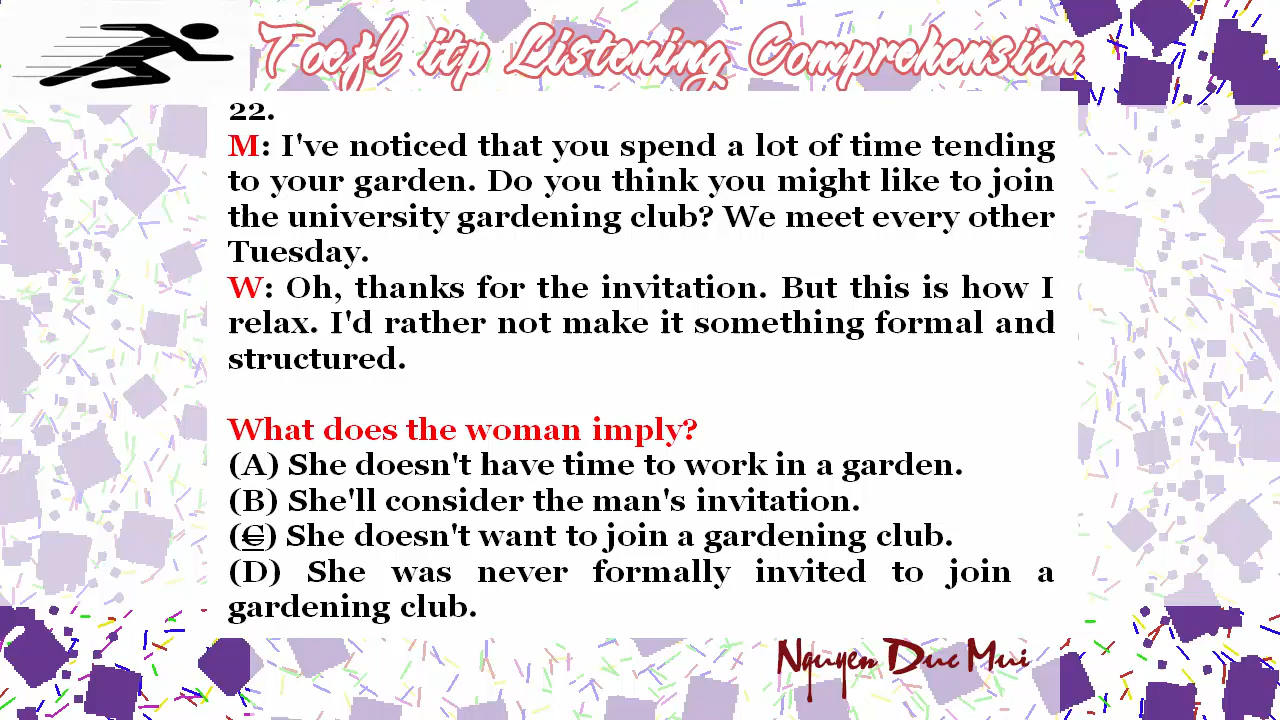 Toefl itp Listening Comprehension
22.
M: I've noticed that you spend a lot of time tending
to your garden. Do you think you might like to join
the university gardening club? We meet every other
Tuesday.
W: Oh, thanks for the invitation. But this is how I
relax. I'd rather not make it something formal and
structured.
What does the woman imply?
(A) She doesn't have time to work in a garden.
(B) She'll consider the man's invitation.
(C) She doesn't want to join a gardening club.
(D) She was never formally invited to join a
gardening club.
Nguyen Duc Mui